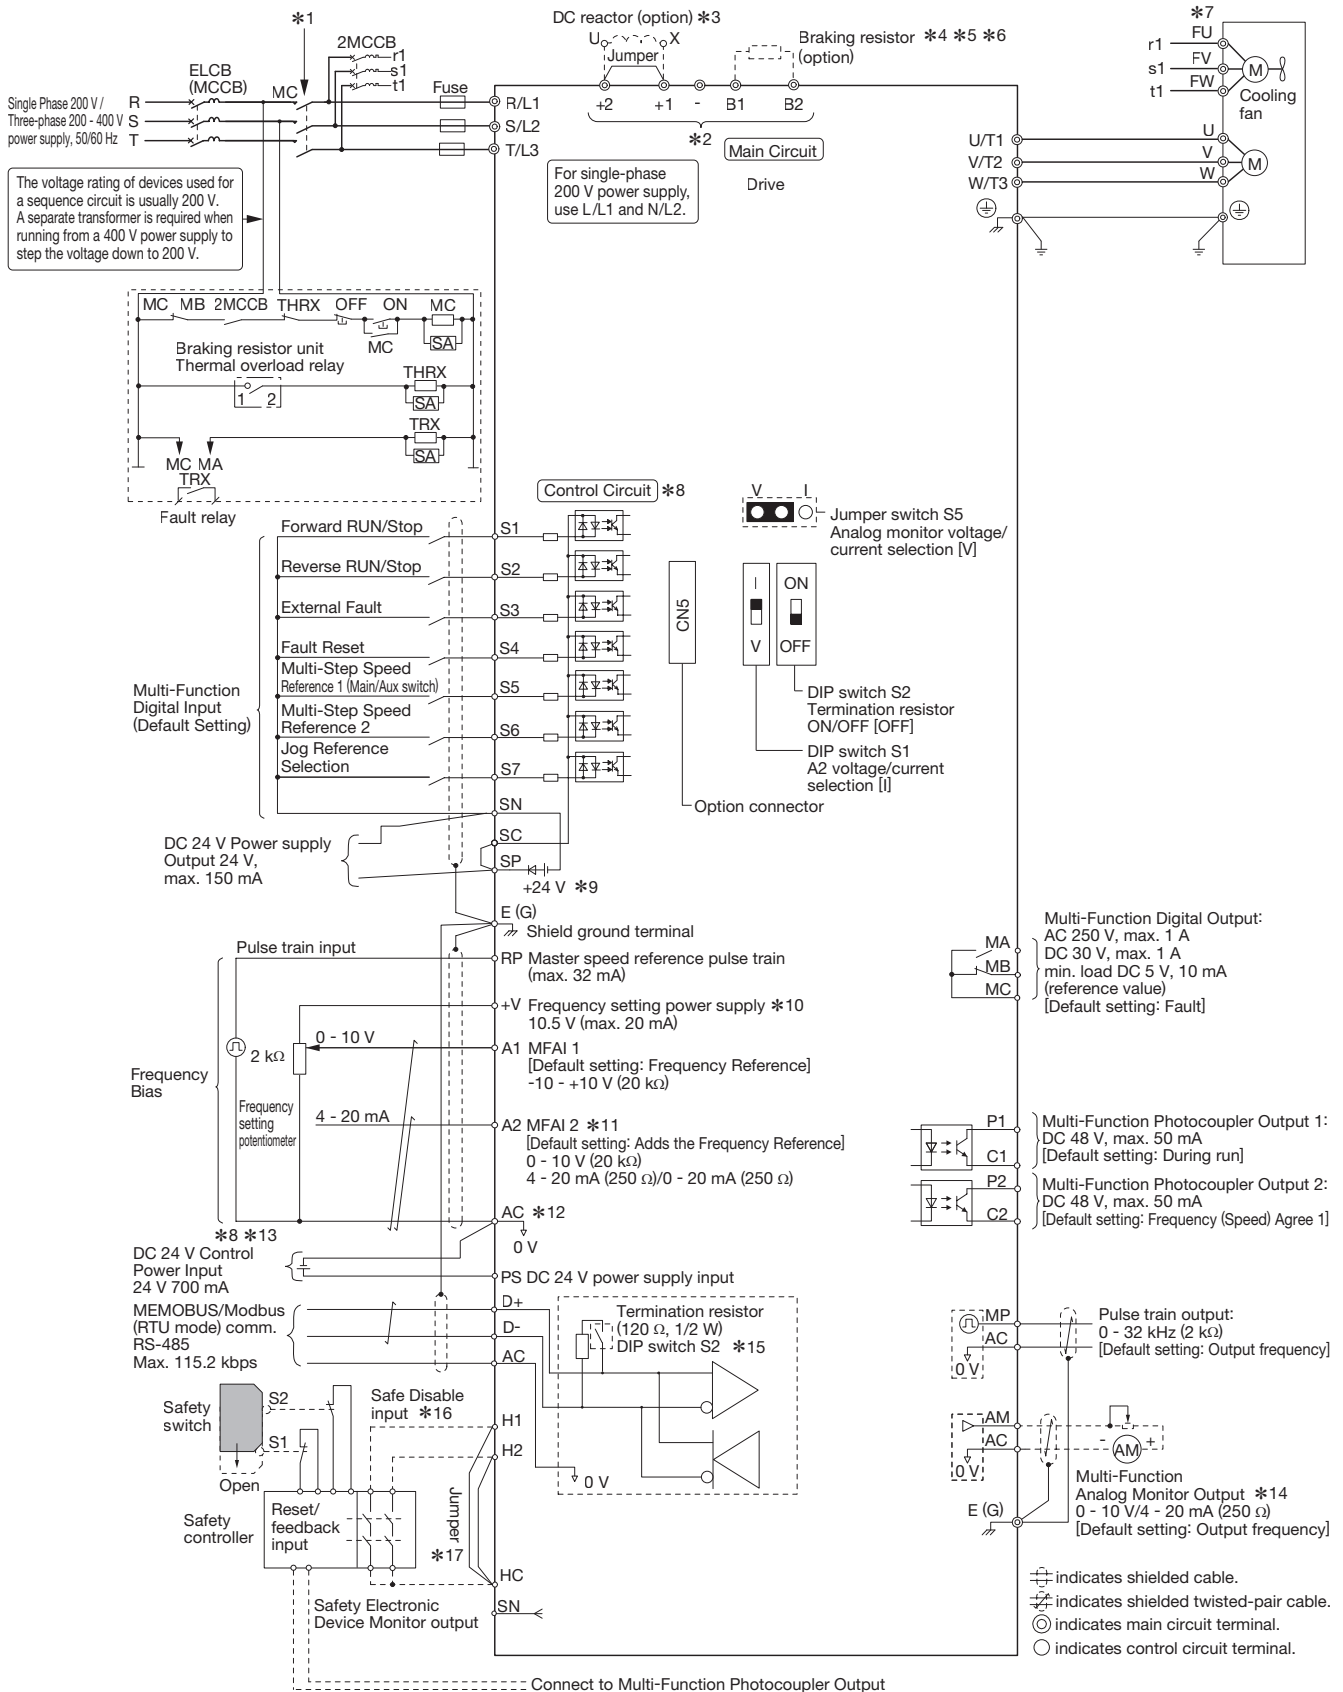 DC reactor (option) *3
U X
Jumper
Braking resistor *4 *5 *6
(option)
*7
*1
2MCCB
r1
s1
t1
ELCB
(MCCB)
MC
Fuse
Single Phase 200 V /
Three-phase 200 - 400 V
power supply, 50/60 Hz
R
S
T
R/L1
S/L2
T/L3
+2 +1 - B1 B2
*2
Main Circuit
Drive
For single-phase
200 V power supply,
use L/L1 and N/L2.
r1 FU
s1 FV
t1 FW
M
Cooling
fan
U/T1 U
V/T2 V
W/T3 W
M
The voltage rating of devices used for
a sequence circuit is usually 200 V.
A separate transformer is required when
running from a 400 V power supply to
step the voltage down to 200 V.
MC MB 2MCCB THRX OFF ON MC
MC
SA
Braking resistor unit
Thermal overload relay
1 2
THRX
SA
TRX
SA
MC MA
TRX
Fault relay
Control Circuit *8
V I
Jumper switch S5
Analog monitor voltage/
current selection [V]
CN5
I
V
ON
OFF
DIP switch S2
Termination resistor
ON/OFF [OFF]
DIP switch S1
A2 voltage/current
selection [I]
Option connector
Multi-Function
Digital Input
(Default Setting)
Forward RUN/Stop
S1
Reverse RUN/Stop
S2
External Fault
S3
Fault Reset
S4
Multi-Step Speed
Reference 1 (Main/Aux switch)
S5
Multi-Step Speed
Reference 2
S6
Jog Reference
Selection
S7
SN
SC
SP
+24 V *9
DC 24 V Power supply
Output 24 V,
max. 150 mA
E (G)
Shield ground terminal
Pulse train input
RP Master speed reference pulse train
(max. 32 mA)
+V Frequency setting power supply *10
10.5 V (max. 20 mA)
0 - 10 V
2 kΩ
A1 MFAI 1
[Default setting: Frequency Reference]
-10 - +10 V (20 kΩ)
Frequency
Bias
Frequency
setting
potentiometer
4 - 20 mA
A2 MFAI 2 *11
[Default setting: Adds the Frequency Reference]
0 - 10 V (20 kΩ)
4 - 20 mA (250 Ω)/0 - 20 mA (250 Ω)
AC *12
0 V
*8 *13
DC 24 V Control
Power Input
24 V 700 mA
PS DC 24 V power supply input
MEMOBUS/Modbus
(RTU mode) comm.
RS-485
Max. 115.2 kbps
D+
D-
AC
Termination resistor
(120 Ω, 1/2 W)
DIP switch S2 *15
0 V
Safety
switch
S2
S1
Open
Safe Disable
input *16
H1
H2
Jumper
*17
Safety
controller
Reset/
feedback
input
HC
SN
Safety Electronic
Device Monitor output
Connect to Multi-Function Photocoupler Output
MA
MB
MC
Multi-Function Digital Output:
AC 250 V, max. 1 A
DC 30 V, max. 1 A
min. load DC 5 V, 10 mA
(reference value)
[Default setting: Fault]
P1
C1
Multi-Function Photocoupler Output 1:
DC 48 V, max. 50 mA
[Default setting: During run]
P2
C2
Multi-Function Photocoupler Output 2:
DC 48 V, max. 50 mA
[Default setting: Frequency (Speed) Agree 1]
MP
AC
0 V
Pulse train output:
0 - 32 kHz (2 kΩ)
[Default setting: Output frequency]
AM
AC
0 V
- AM +
Multi-Function
Analog Monitor Output *14
0 - 10 V/4 - 20 mA (250 Ω)
[Default setting: Output frequency]
E (G)
indicates shielded cable.
indicates shielded twisted-pair cable.
indicates main circuit terminal.
indicates control circuit terminal.